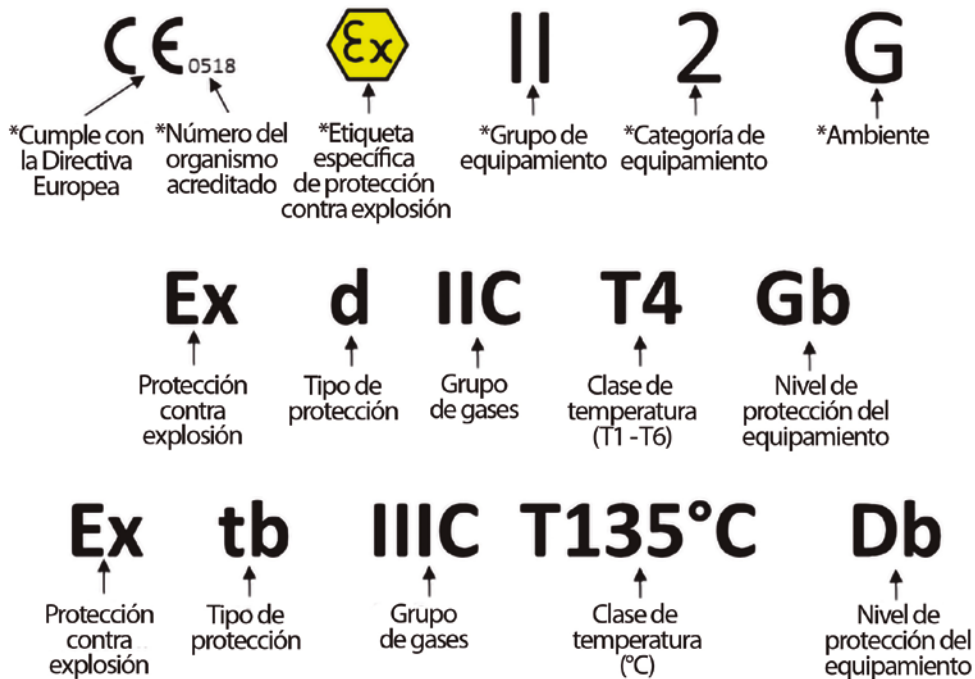 CE 0518 Ex II 2 G
*Cumple con
la Directiva
Europea
*Número del
organismo
acreditado
*Etiqueta
específica
de protección
contra explosión
*Grupo de
equipamiento
*Categoría de
equipamiento
*Ambiente
Ex d IIC T4 Gb
Protección
contra
explosión
Tipo de
protección
Grupo
de gases
Clase de
temperatura
(T1 -T6)
Nivel de
protección del
equipamiento
Ex tb IIIC T135°C Db
Protección
contra
explosión
Tipo de
protección
Grupo
de gases
Clase de
temperatura
(°C)
Nivel de
protección del
equipamiento